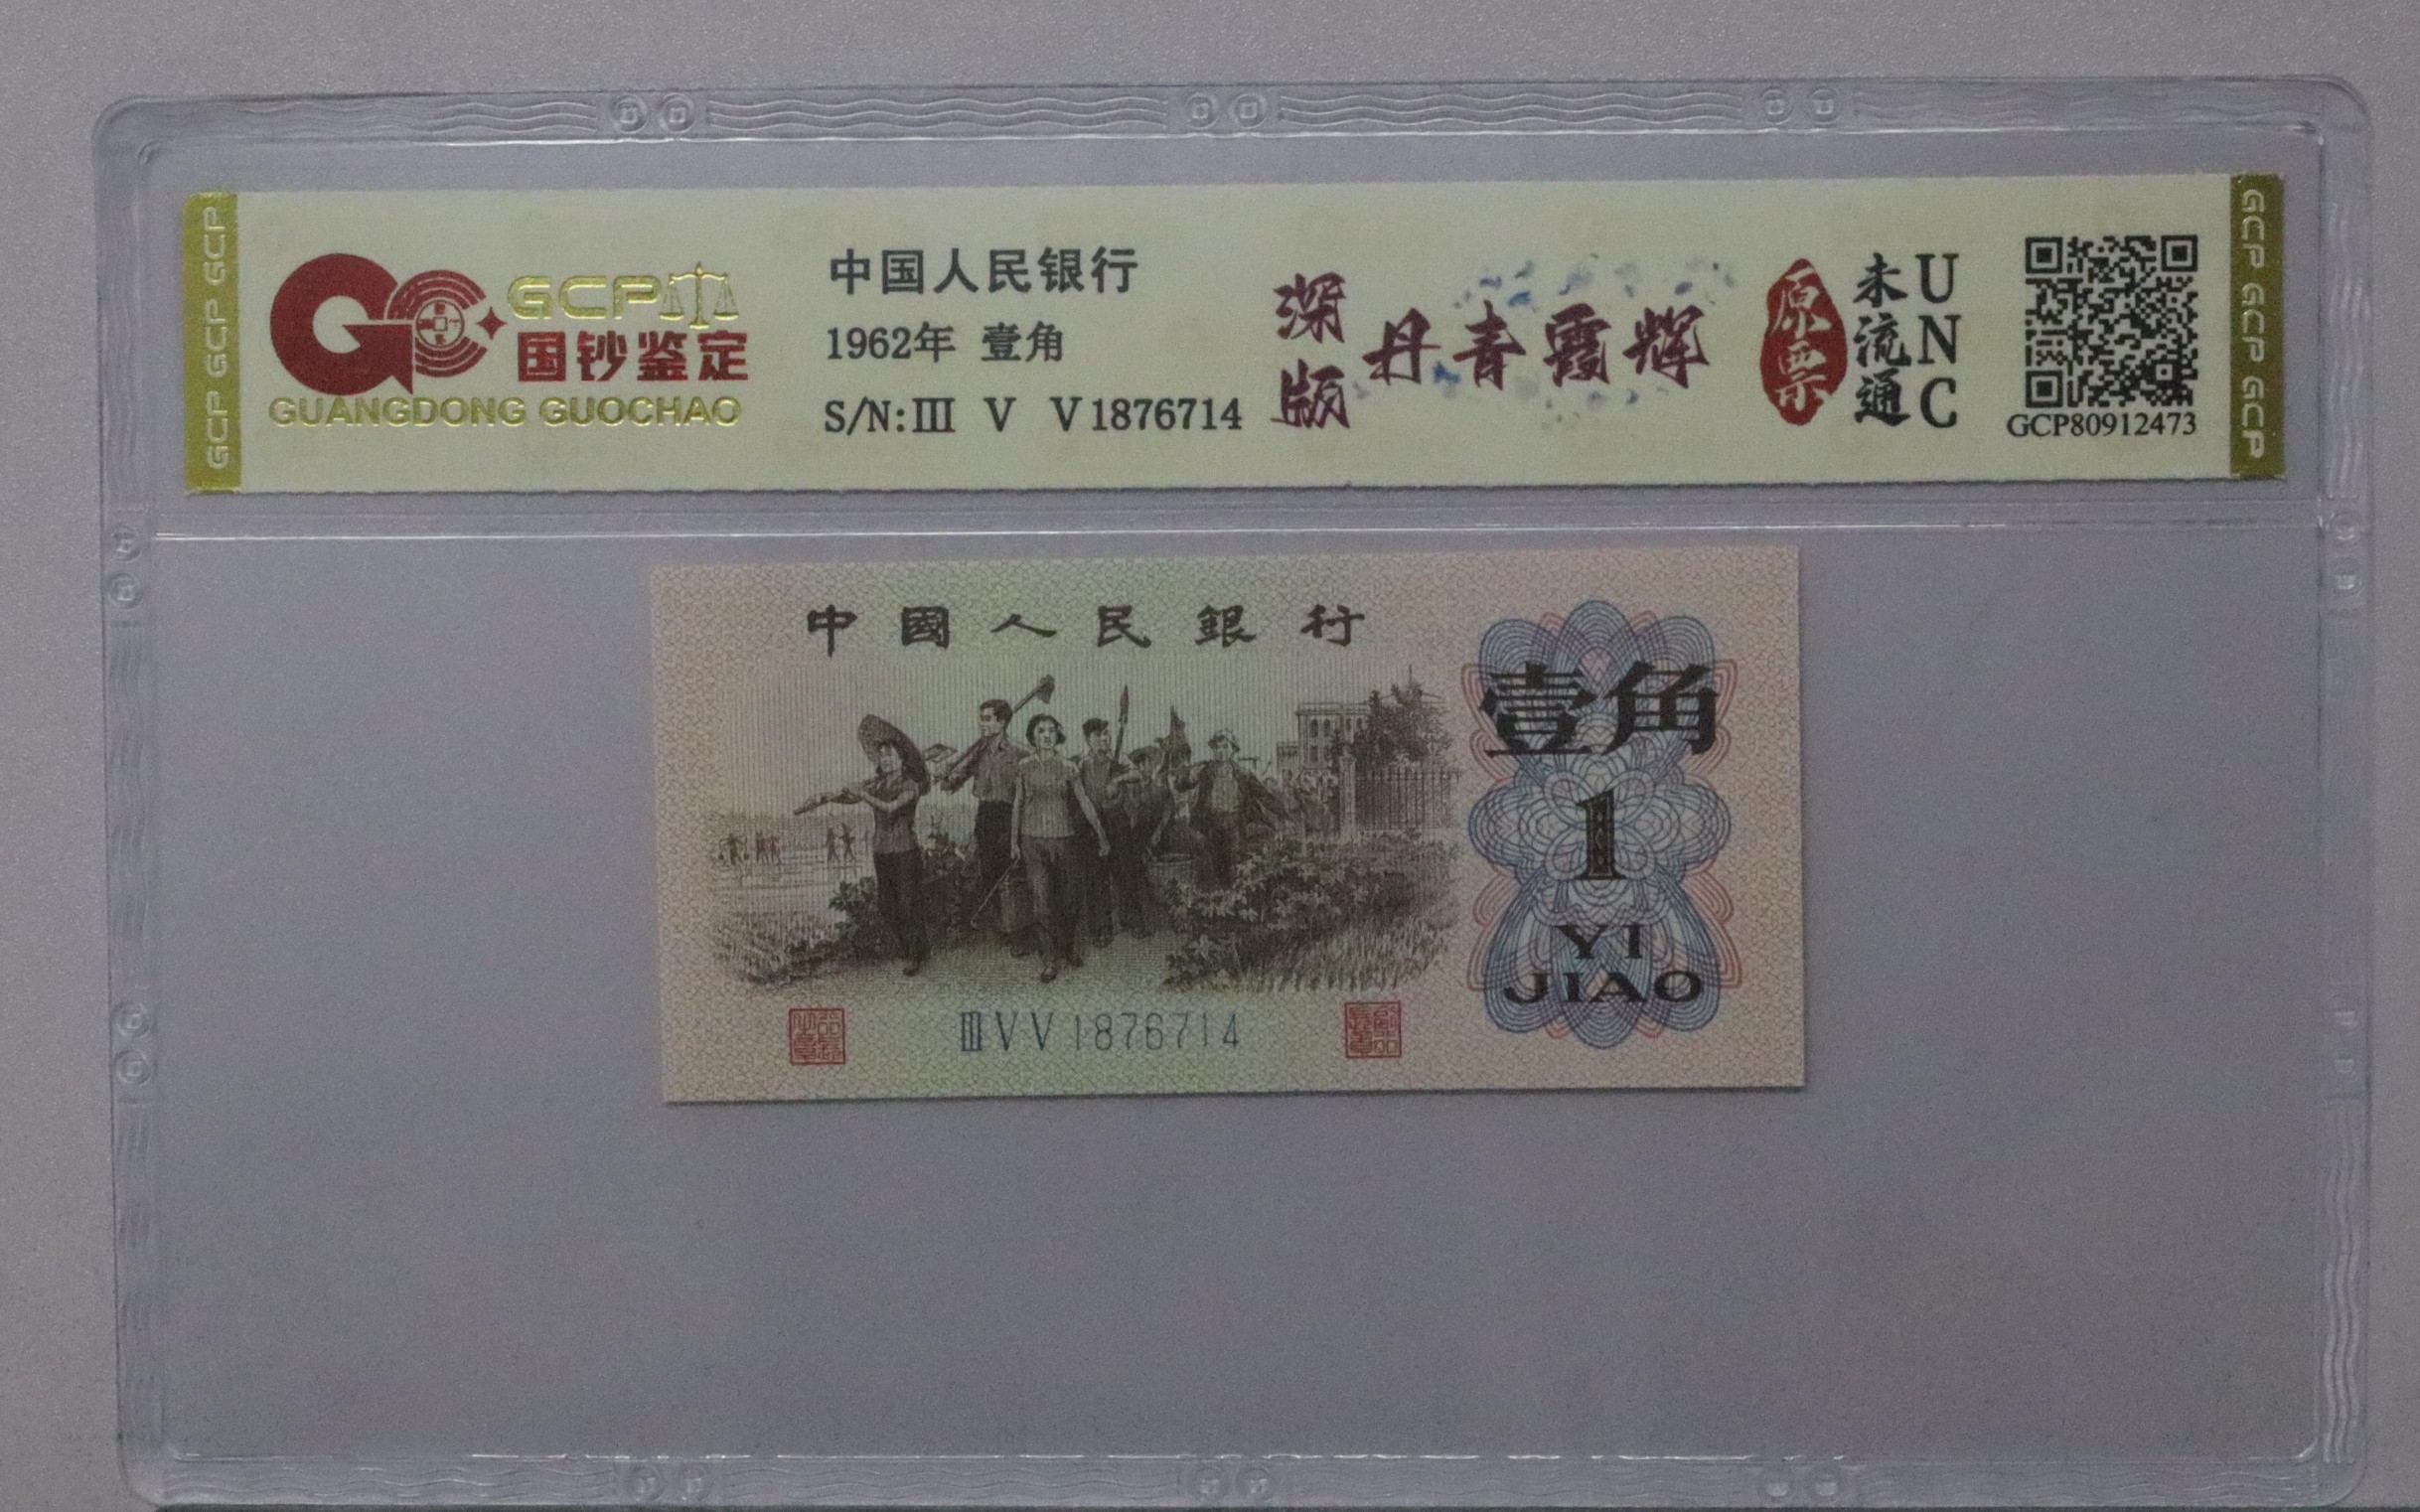 GCP GCP GCP
GCP
国钞鉴定
GUANGDONG GUOCHAO
中国人民银行
1962年 壹角
S/N:Ⅲ V V1876714
深版
丹青霞辉
原票
未流通
UNC
GCP80912473
GCP GCP GCP
中國人民銀行
壹角
1
YI
JIAO
ⅢVV1876714